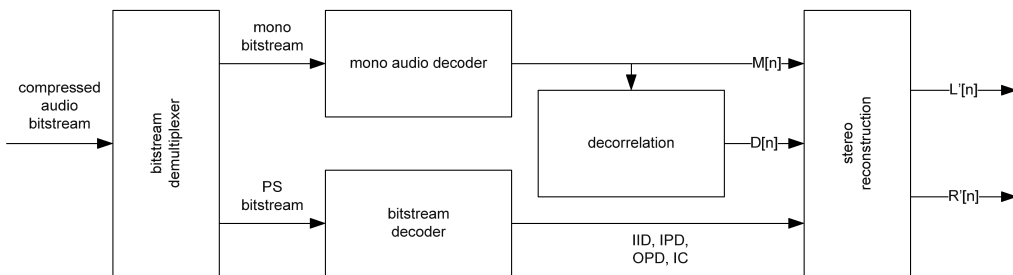 compressed
audio
bitstream
bitstream
demultiplexer
mono
bitstream
mono audio decoder
M[n]
decorrelation
D[n]
PS
bitstream
bitstream
decoder
IID, IPD,
OPD, IC
stereo
reconstruction
L'[n]
R'[n]